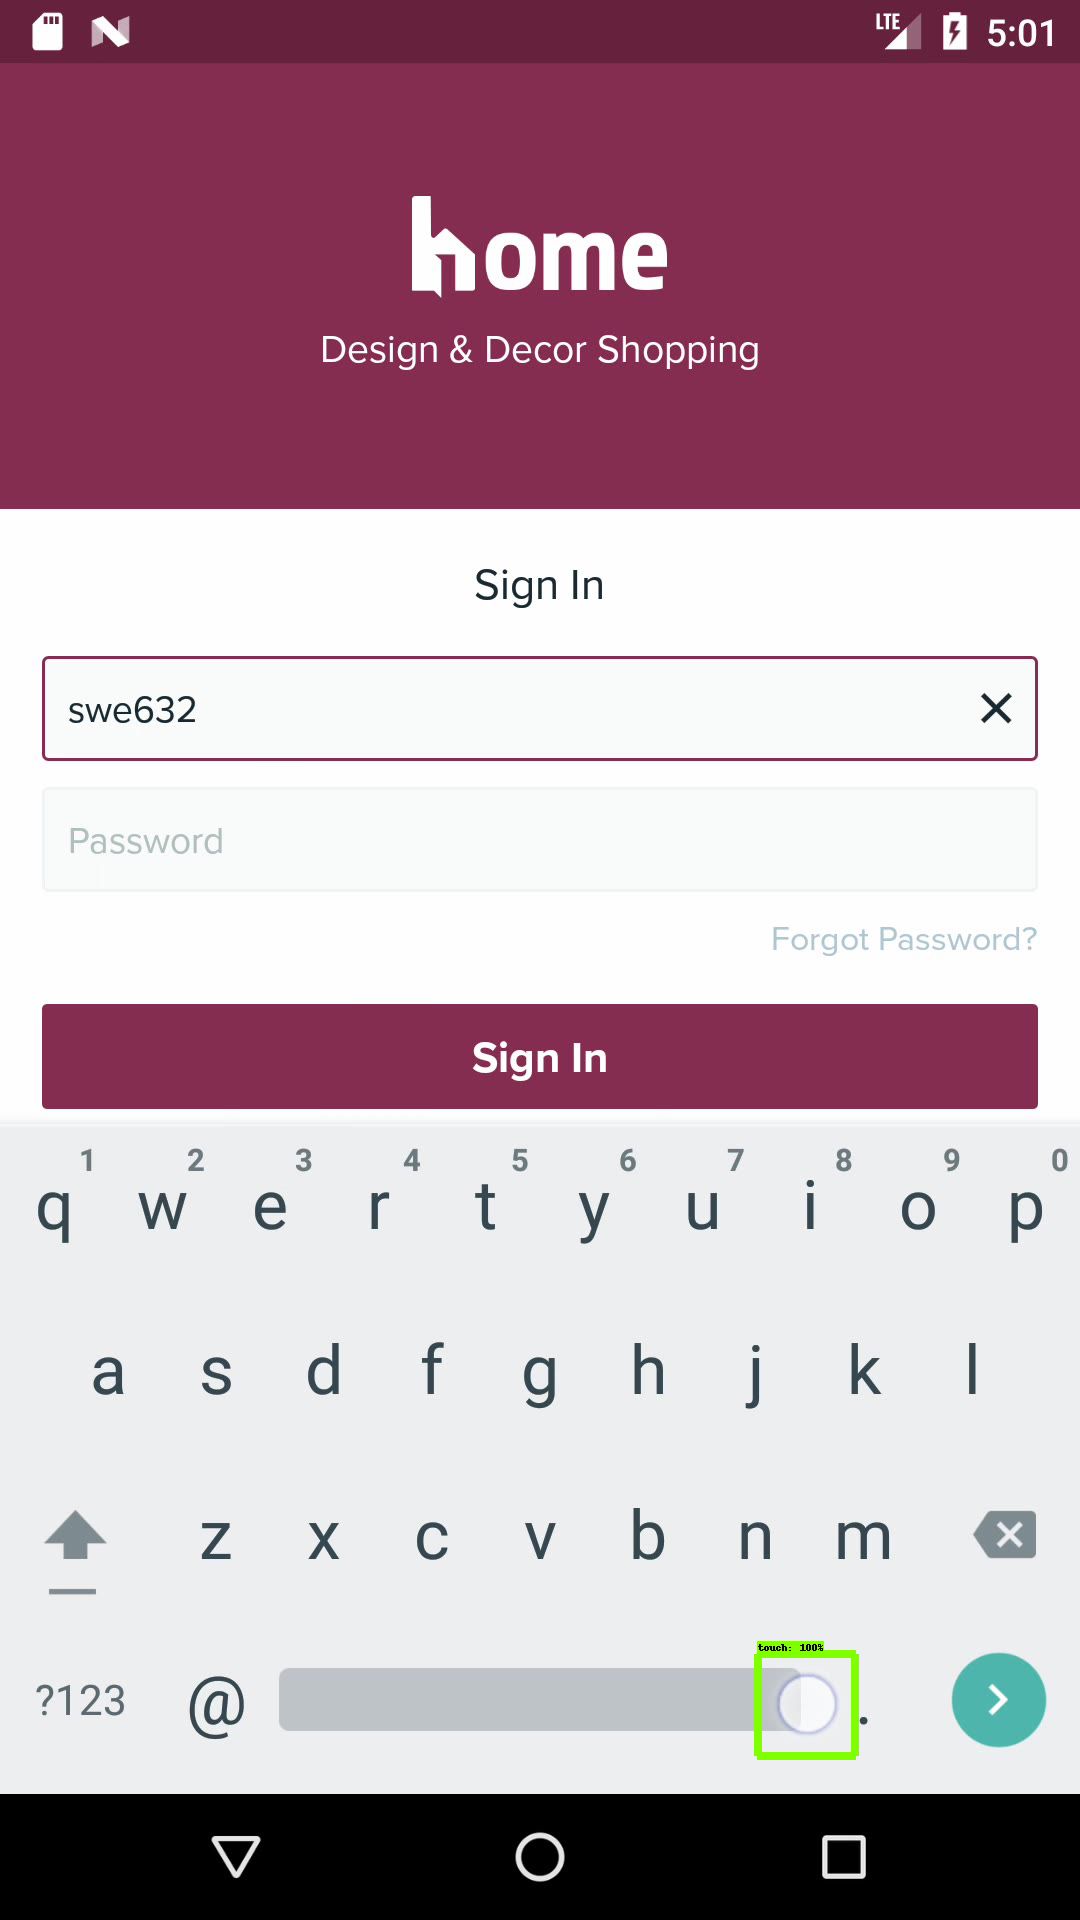 LTE 5:01
home
Design & Decor Shopping
Sign In
swe632
Password
Forgot Password?
Sign In
1 2 3 4 5 6 7 8 9 0
q w e r t y u i o p
a s d f g h j k l
z x c v b n m
touch: 100%
?123 @ .